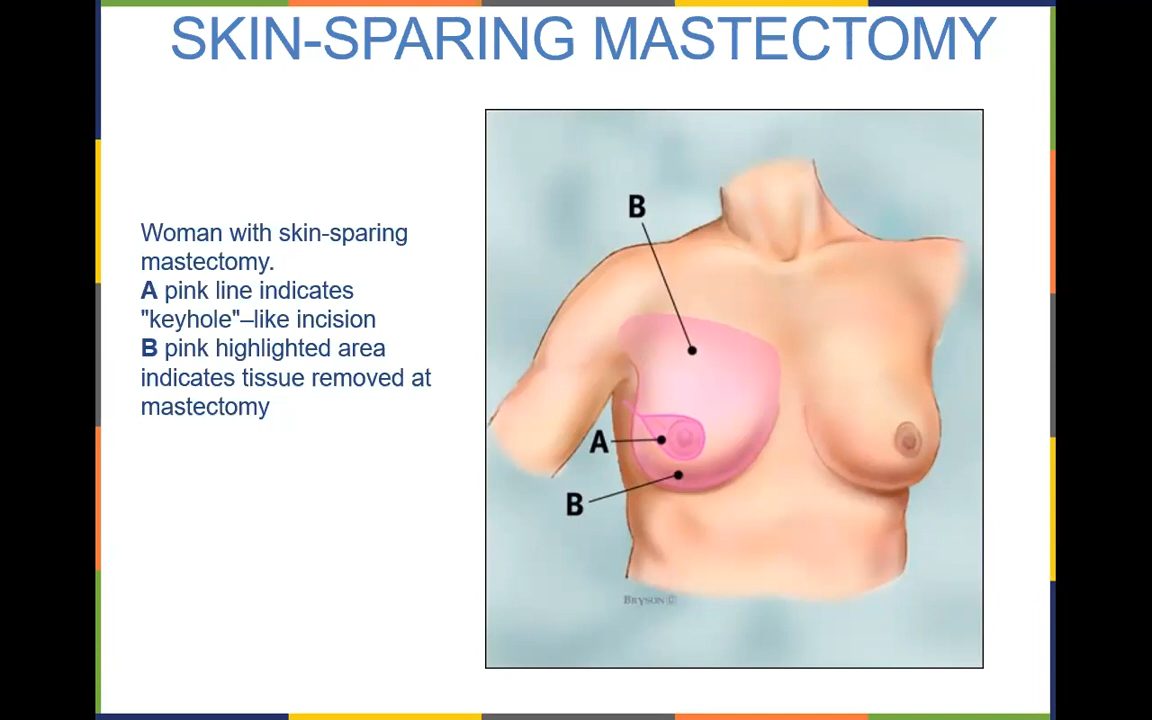 SKIN-SPARING MASTECTOMY
Woman with skin-sparing
mastectomy.
A pink line indicates
"keyhole"–like incision
B pink highlighted area
indicates tissue removed at
mastectomy
B
A
B
BRYSON ©